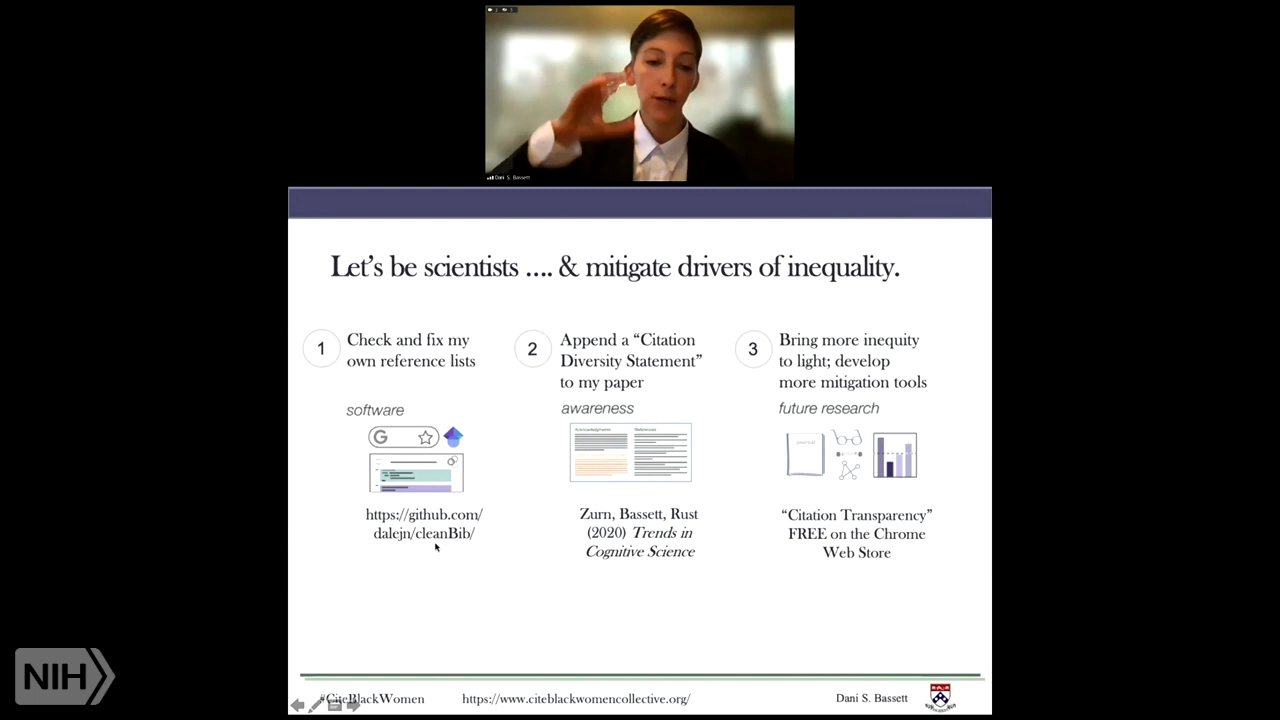 Dani S. Bassett
Let's be scientists .... & mitigate drivers of inequality.
1
Check and fix my
own reference lists
software
G
https://github.com/
dalejn/cleanBib/
2
Append a “Citation
Diversity Statement”
to my paper
awareness
Acknowledgments
References
Zurn, Bassett, Rust
(2020) Trends in
Cognitive Science
3
Bring more inequity
to light; develop
more mitigation tools
future research
journal
“Citation Transparency”
FREE on the Chrome
Web Store
NIH
#CiteBlackWomen
https://www.citeblackwomencollective.org/
Dani S. Bassett